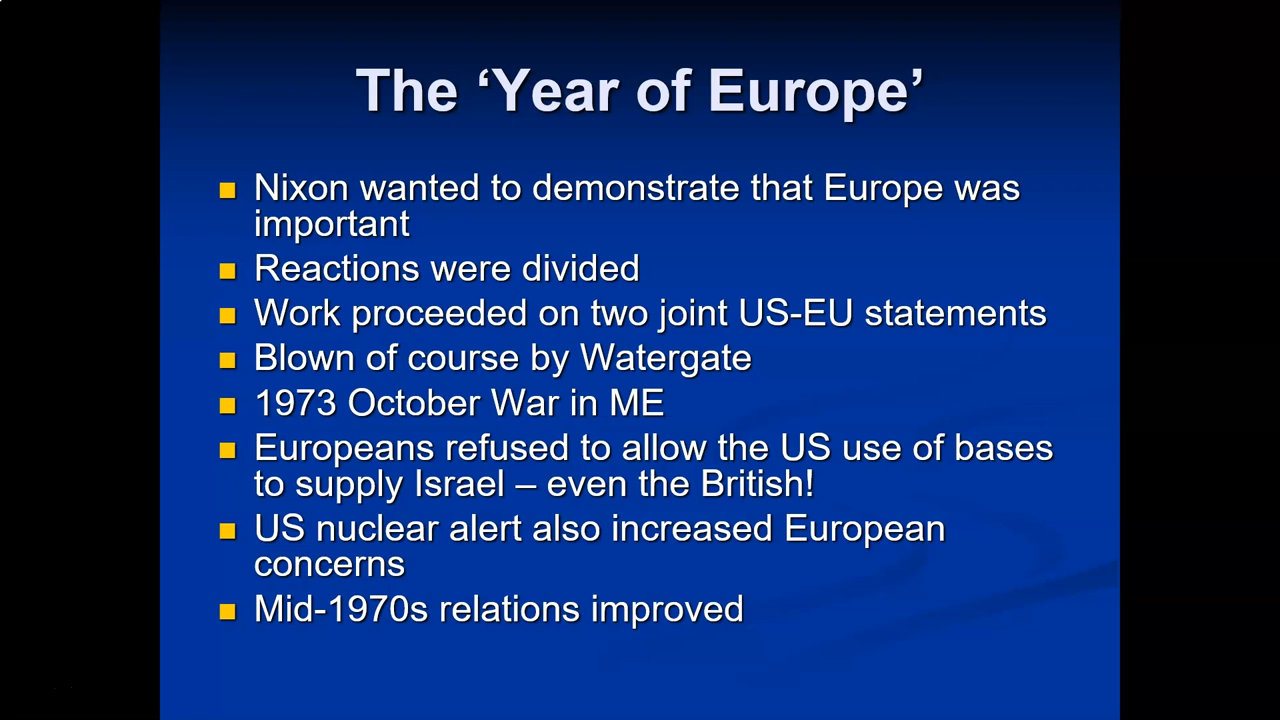 The ‘Year of Europe’
Nixon wanted to demonstrate that Europe was
important
Reactions were divided
Work proceeded on two joint US-EU statements
Blown of course by Watergate
1973 October War in ME
Europeans refused to allow the US use of bases
to supply Israel – even the British!
US nuclear alert also increased European
concerns
Mid-1970s relations improved